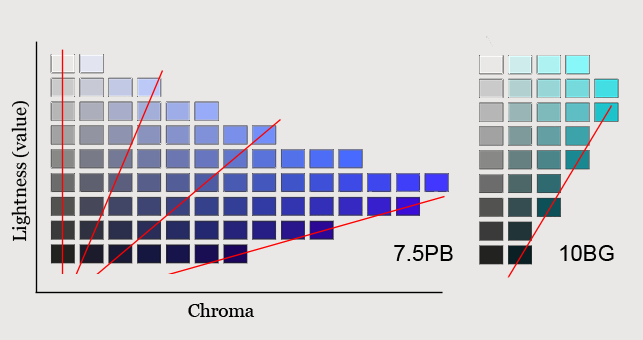 Lightness (value)
7.5PB
10BG
Chroma